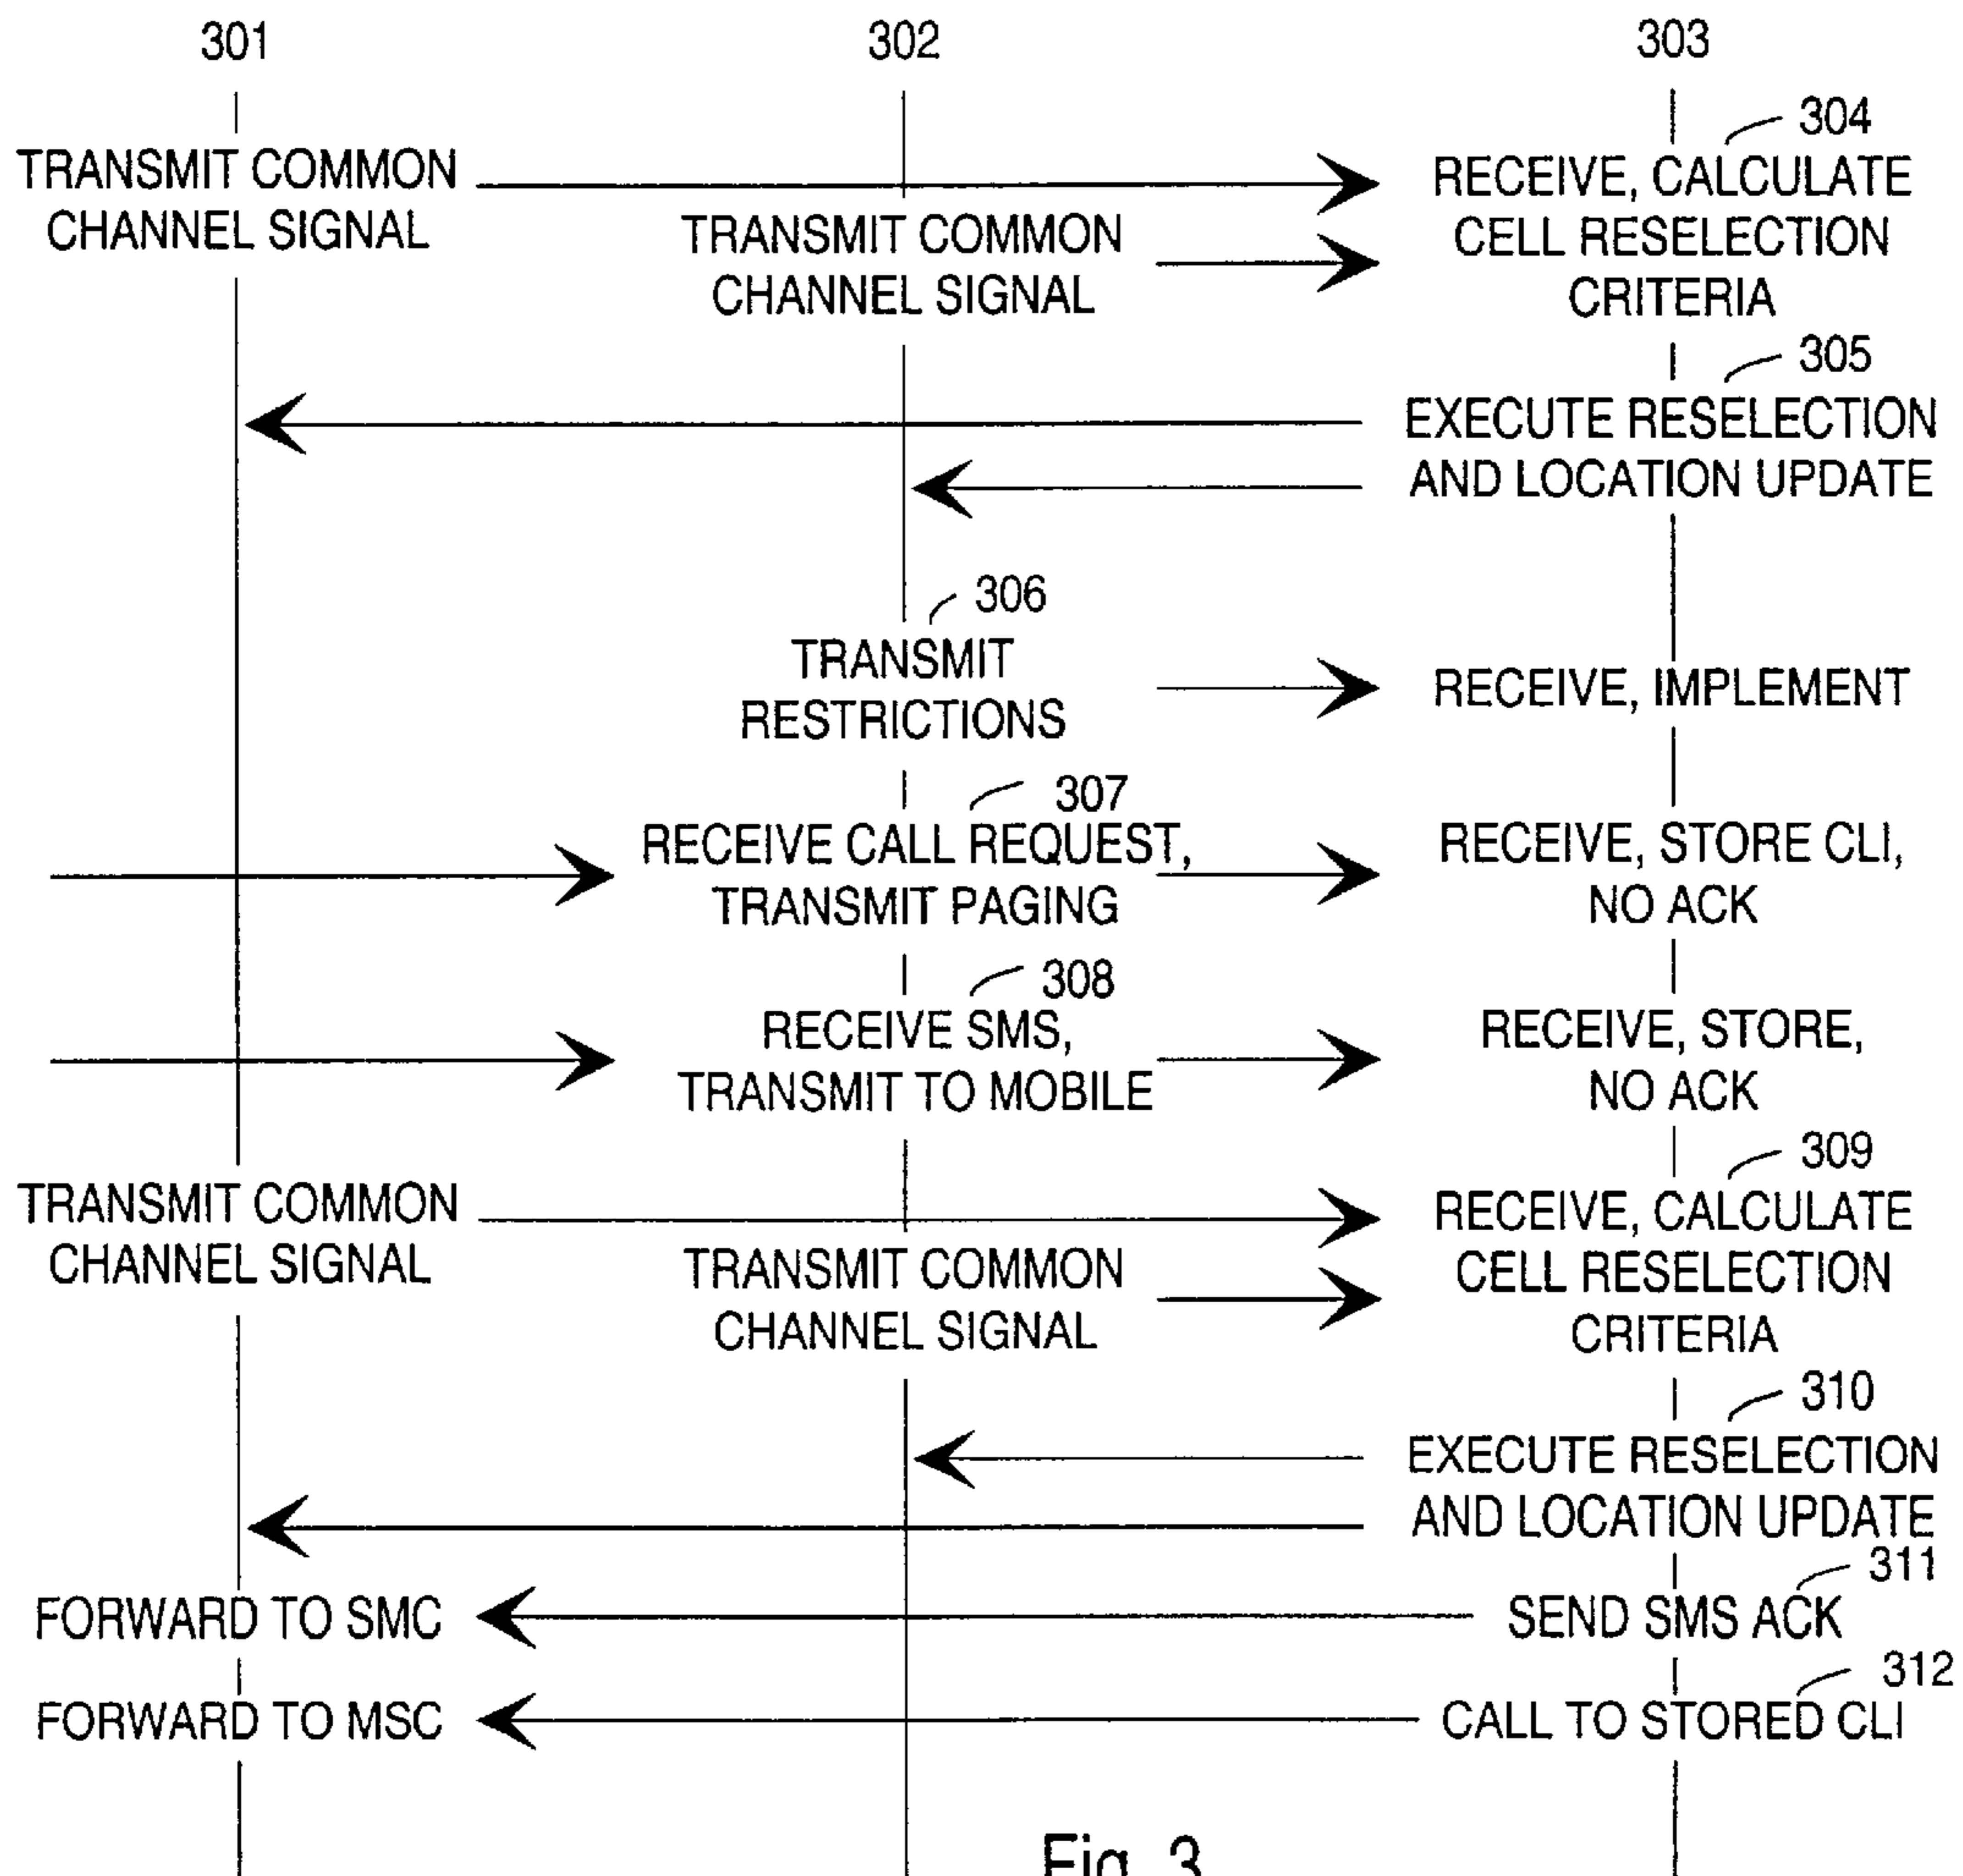 301
302
303
304
TRANSMIT COMMON
CHANNEL SIGNAL
TRANSMIT COMMON
CHANNEL SIGNAL
RECEIVE, CALCULATE
CELL RESELECTION
CRITERIA
305
EXECUTE RESELECTION
AND LOCATION UPDATE
306
TRANSMIT
RESTRICTIONS
RECEIVE, IMPLEMENT
307
RECEIVE CALL REQUEST,
TRANSMIT PAGING
RECEIVE, STORE CLI,
NO ACK
308
RECEIVE SMS,
TRANSMIT TO MOBILE
RECEIVE, STORE,
NO ACK
309
TRANSMIT COMMON
CHANNEL SIGNAL
TRANSMIT COMMON
CHANNEL SIGNAL
RECEIVE, CALCULATE
CELL RESELECTION
CRITERIA
310
EXECUTE RESELECTION
AND LOCATION UPDATE
311
FORWARD TO SMC
SEND SMS ACK
312
FORWARD TO MSC
CALL TO STORED CLI
Fig. 3